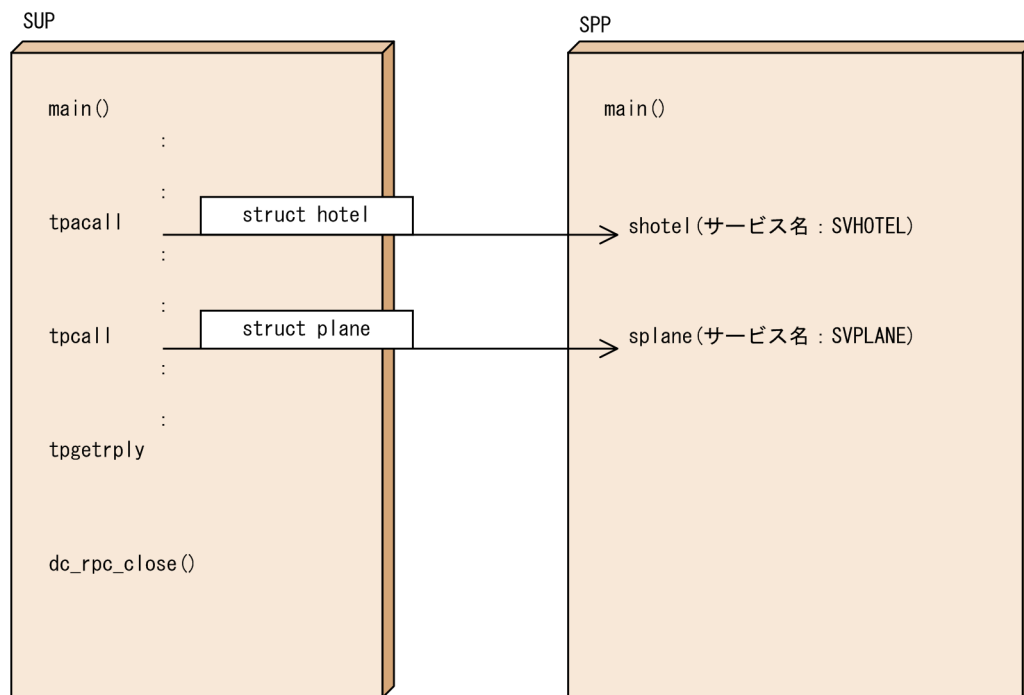 SUP
main()
:
:
tpacall
struct hotel
:
:
tpcall
struct plane
:
:
tpgetrply
dc_rpc_close()
SPP
main()
shotel(サービス名：SVHOTEL)
splane(サービス名：SVPLANE)